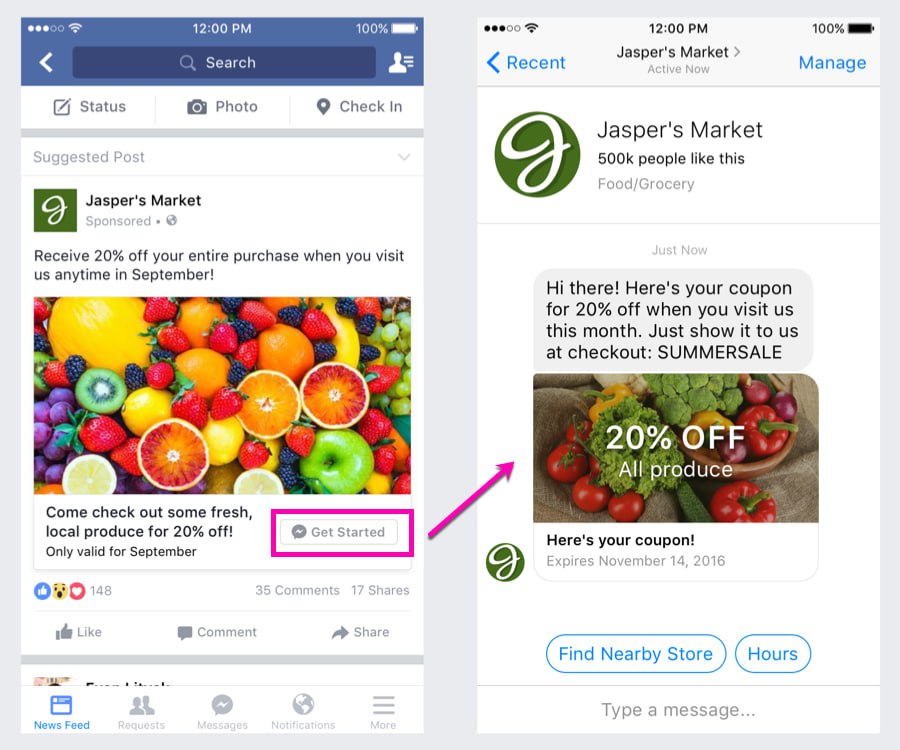 12:00 PM
100%
Search
Status
Photo
Check In
Suggested Post
Jasper's Market
Sponsored •
Receive 20% off your entire purchase when you visit
us anytime in September!
Come check out some fresh,
local produce for 20% off!
Only valid for September
Get Started
148
35 Comments 17 Shares
Like
Comment
Share
News Feed
Requests
Messages
Notifications
More
12:00 PM
100%
Recent
Jasper's Market
Active Now
Manage
Jasper's Market
500k people like this
Food/Grocery
Just Now
Hi there! Here's your coupon
for 20% off when you visit us
this month. Just show it to us
at checkout: SUMMERSALE
20% OFF
All produce
Here's your coupon!
Expires November 14, 2016
Find Nearby Store
Hours
Type a message...